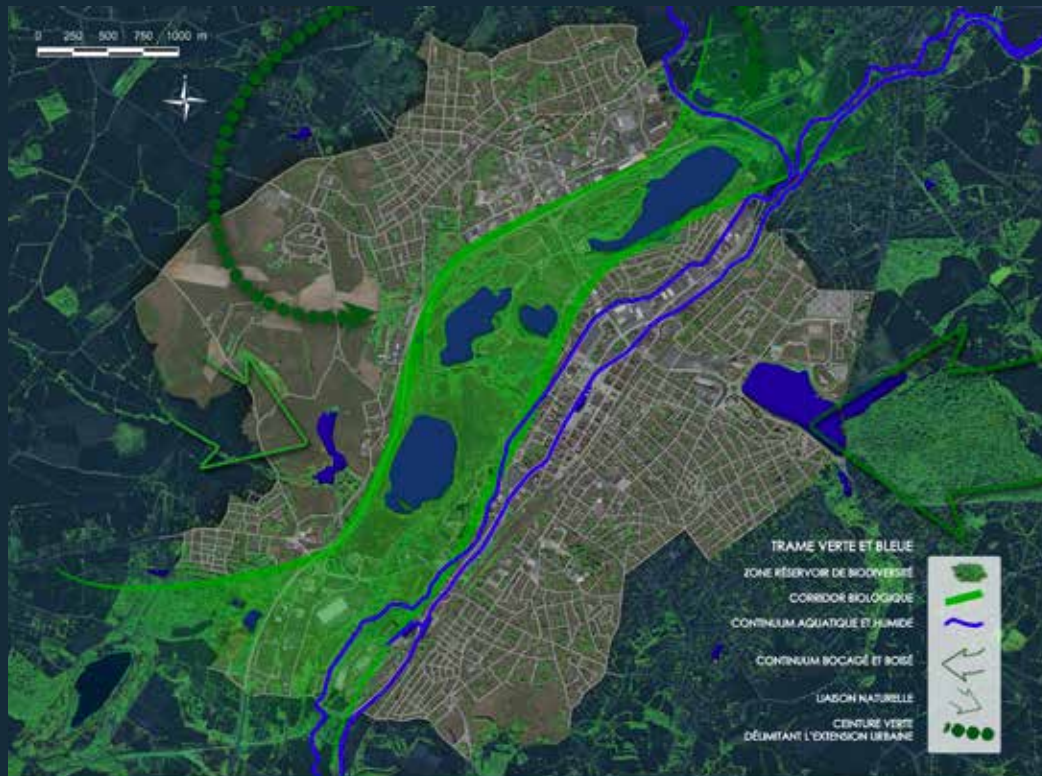 0 250 500 750 1000 m
TRAME VERTE ET BLEUE
ZONE RÉSERVOIR DE BIODIVERSITÉ
CORRIDOR BIOLOGIQUE
CONTINUUM AQUATIQUE ET HUMIDE
CONTINUUM BOCAGÉ ET BOISÉ
LIAISON NATURELLE
CEINTURE VERTE
DÉLIMITANT L'EXTENSION URBAINE